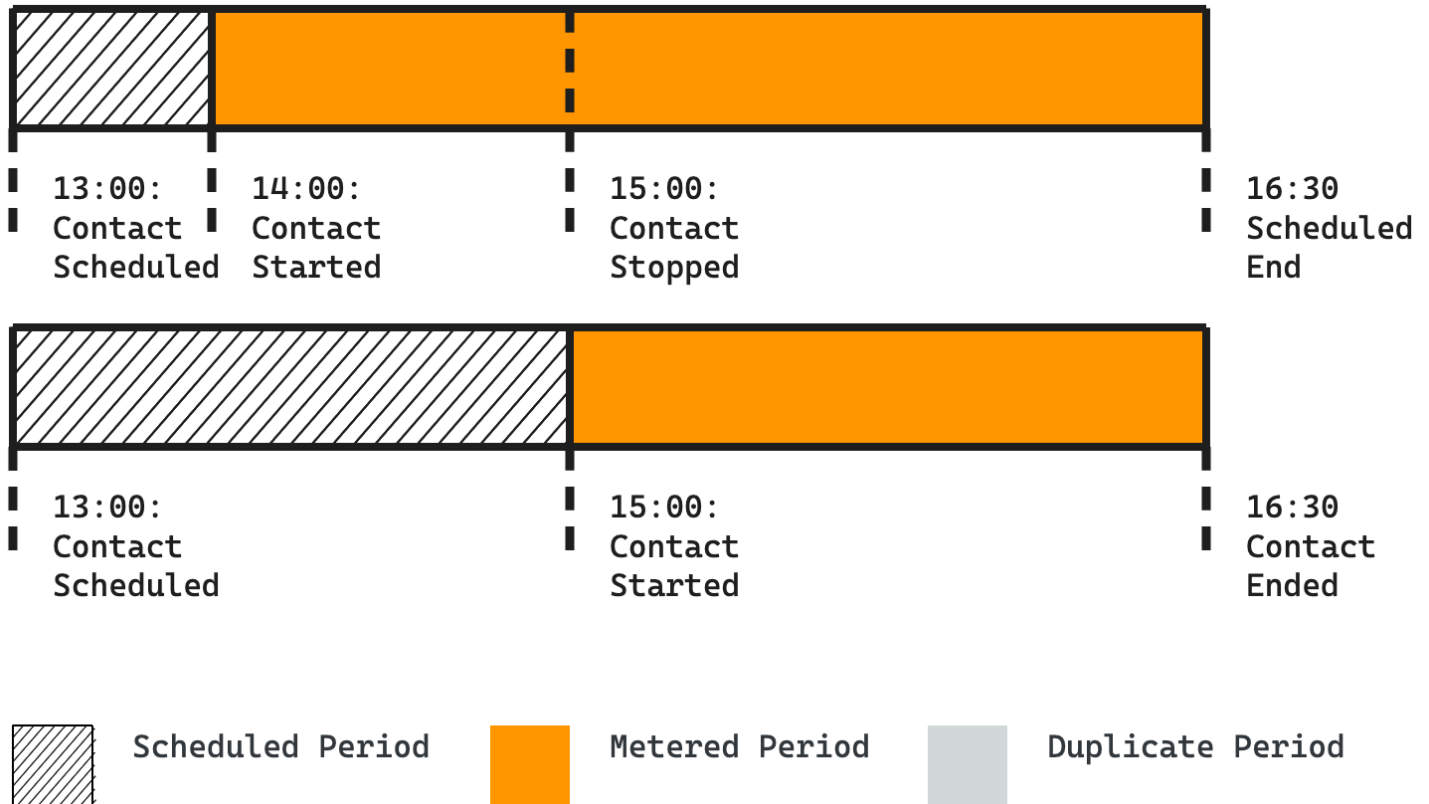 13:00:
Contact
Scheduled
14:00:
Contact
Started
15:00:
Contact
Stopped
16:30
Scheduled
End
13:00:
Contact
Scheduled
15:00:
Contact
Started
16:30
Contact
Ended
Scheduled Period
Metered Period
Duplicate Period